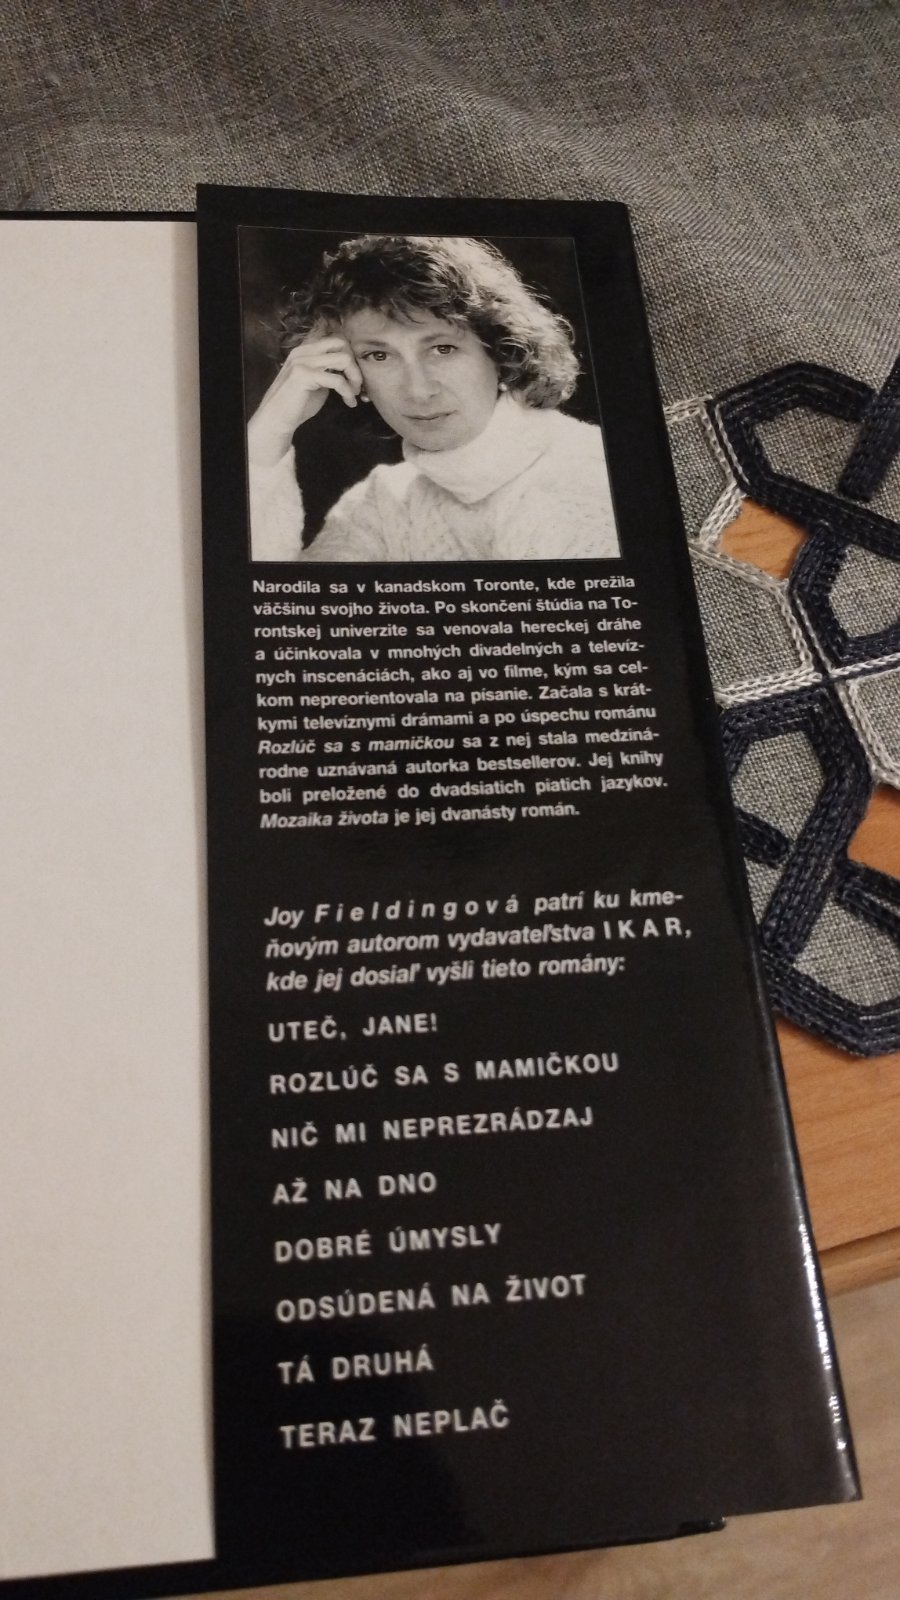 Narodila sa v kanadskom Toronte, kde prežila
väčšinu svojho života. Po skončení štúdia na To-
rontskej univerzite sa venovala hereckej dráhe
a účinkovala v mnohých divadelných a televíz-
nych inscenáciách, ako aj vo filme, kým sa cel-
kom nepreorientovala na písanie. Začala s krát-
kymi televíznymi drámami a po úspechu románu
Rozlúč sa s mamičkou sa z nej stala mediná-
rodne uznávaná autorka bestsellerov. Jej knihy
boli preložené do dvadsiatich piatich jazykov.
Mozaika života je jej dvanásty román.
Joy Fieldingová patrí ku kme-
ňovým autorom vydavateľstva IKAR,
kde jej dosiaľ vyšli tieto romány:
UTEČ, JANE!
ROZLÚČ SA S MAMIČKOU
NIČ MI NEPREZRÁDZAJ
AŽ NA DNO
DOBRÉ ÚMYSLY
ODSÚDENÁ NA ŽIVOT
TÁ DRUHÁ
TERAZ NEPLAČ